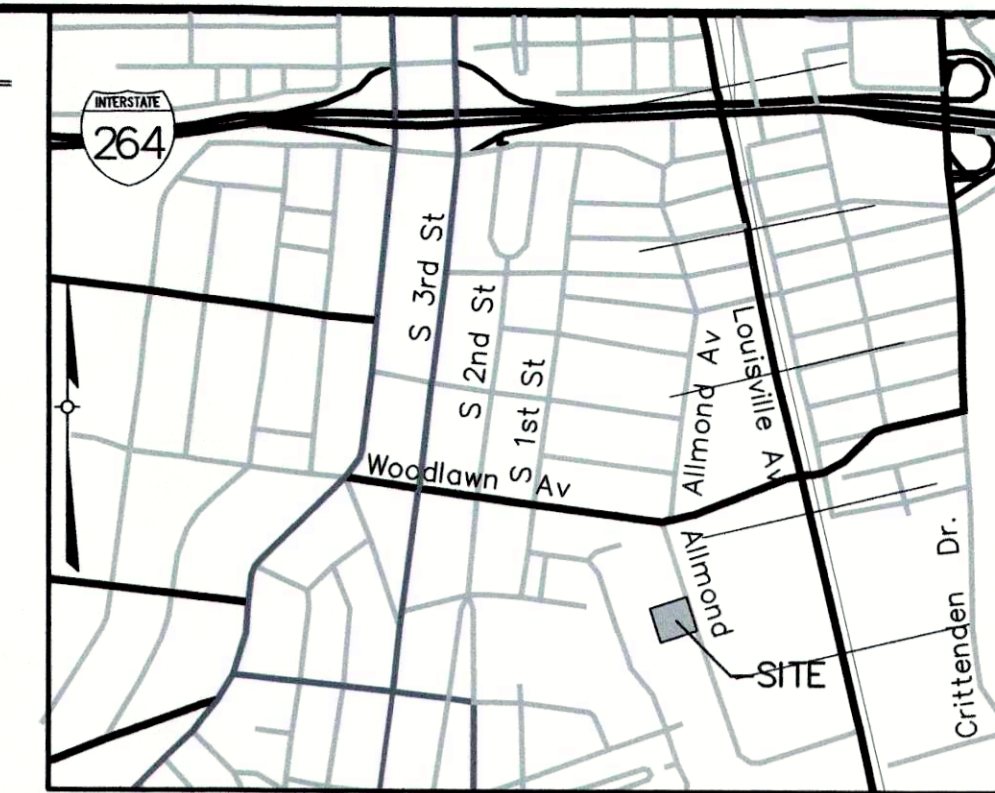 INTERSTATE
264
S 3rd St
S 2nd St
S 1st St
Allmond Av
Louisville Av
Woodlawn Av
Allmond
SITE
Crittenden Dr.